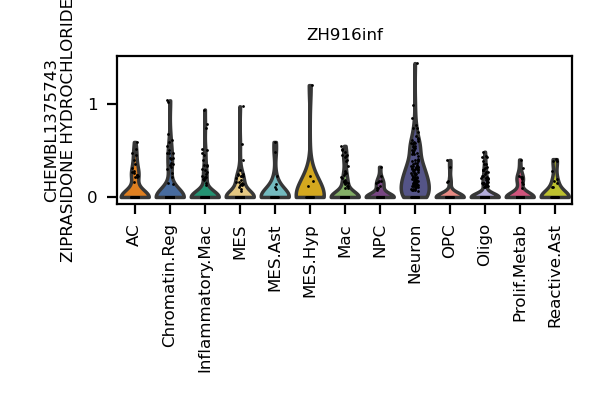 ZH916inf
CHEMBL1375743
ZIPRASIDONE HYDROCHLORIDE
1
0
AC
Chromatin.Reg
Inflammatory.Mac
MES
MES.Ast
MES.Hyp
Mac
NPC
Neuron
OPC
Oligo
Prolif.Metab
Reactive.Ast